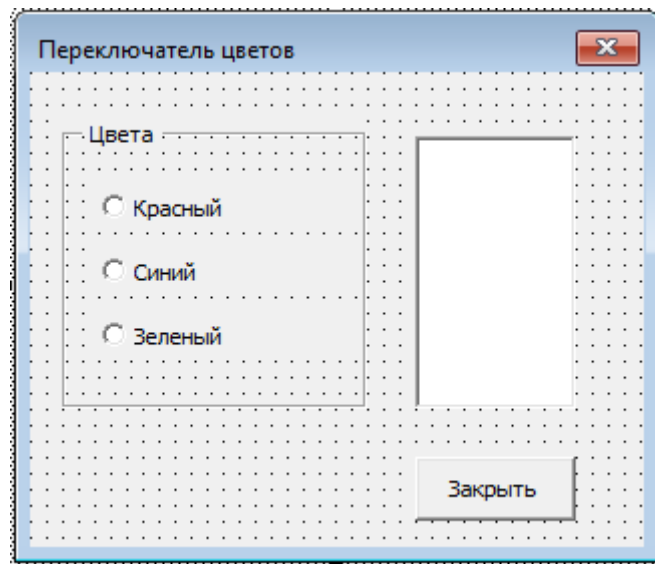 Переключатель цветов
Цвета
Красный
Синий
Зеленый
Закрыть